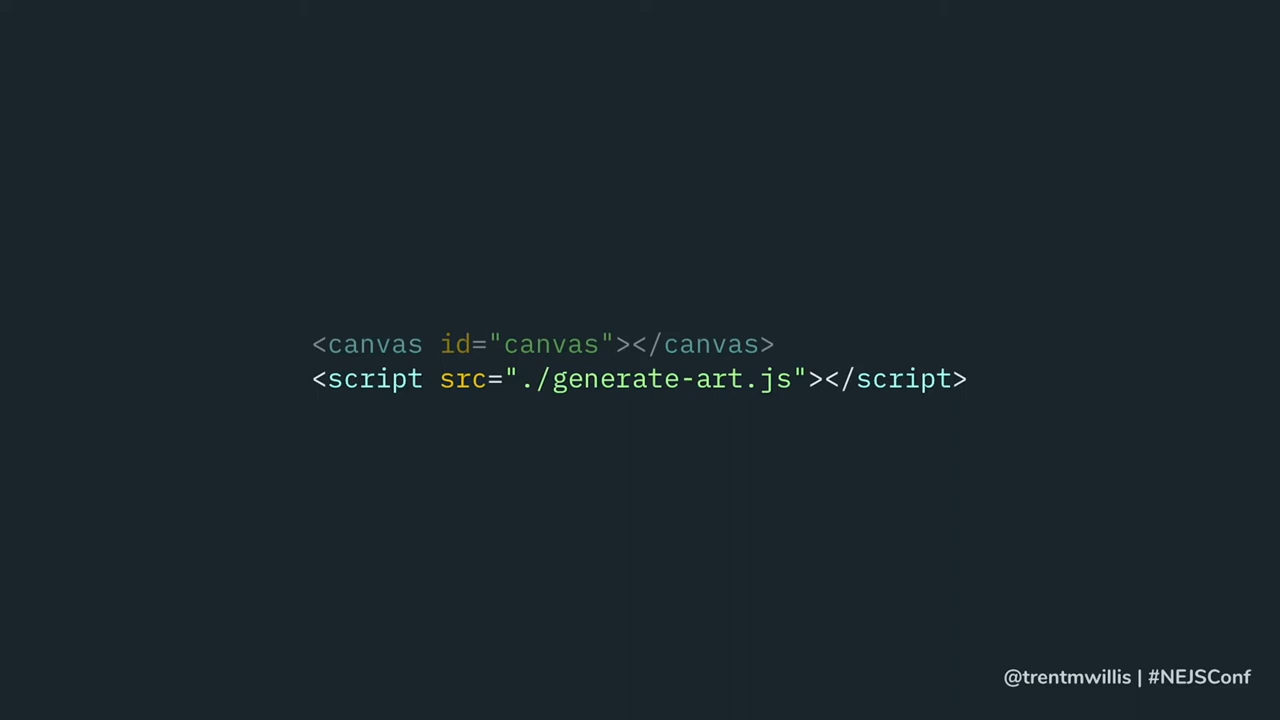 <canvas id="canvas"></canvas>
<script src="./generate-art.js"></script>
@trentmwillis | #NEJSConf